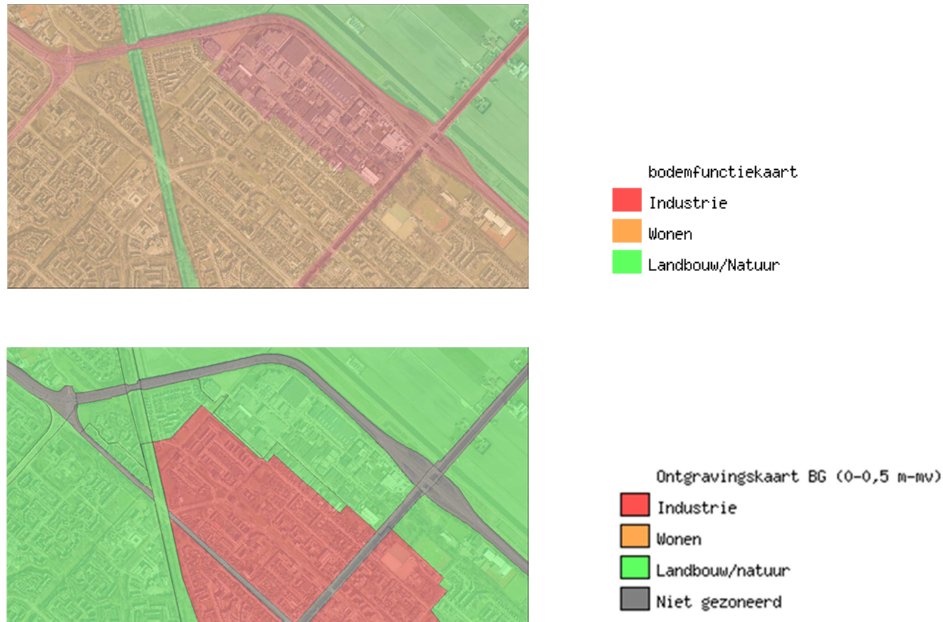 bodemfunctiekaart
Industrie
Wonen
Landbouw/Natuur
Ontgravingskaart BG (0-0,5 m-mv)
Industrie
Wonen
Landbouw/natuur
Niet gezoneerd